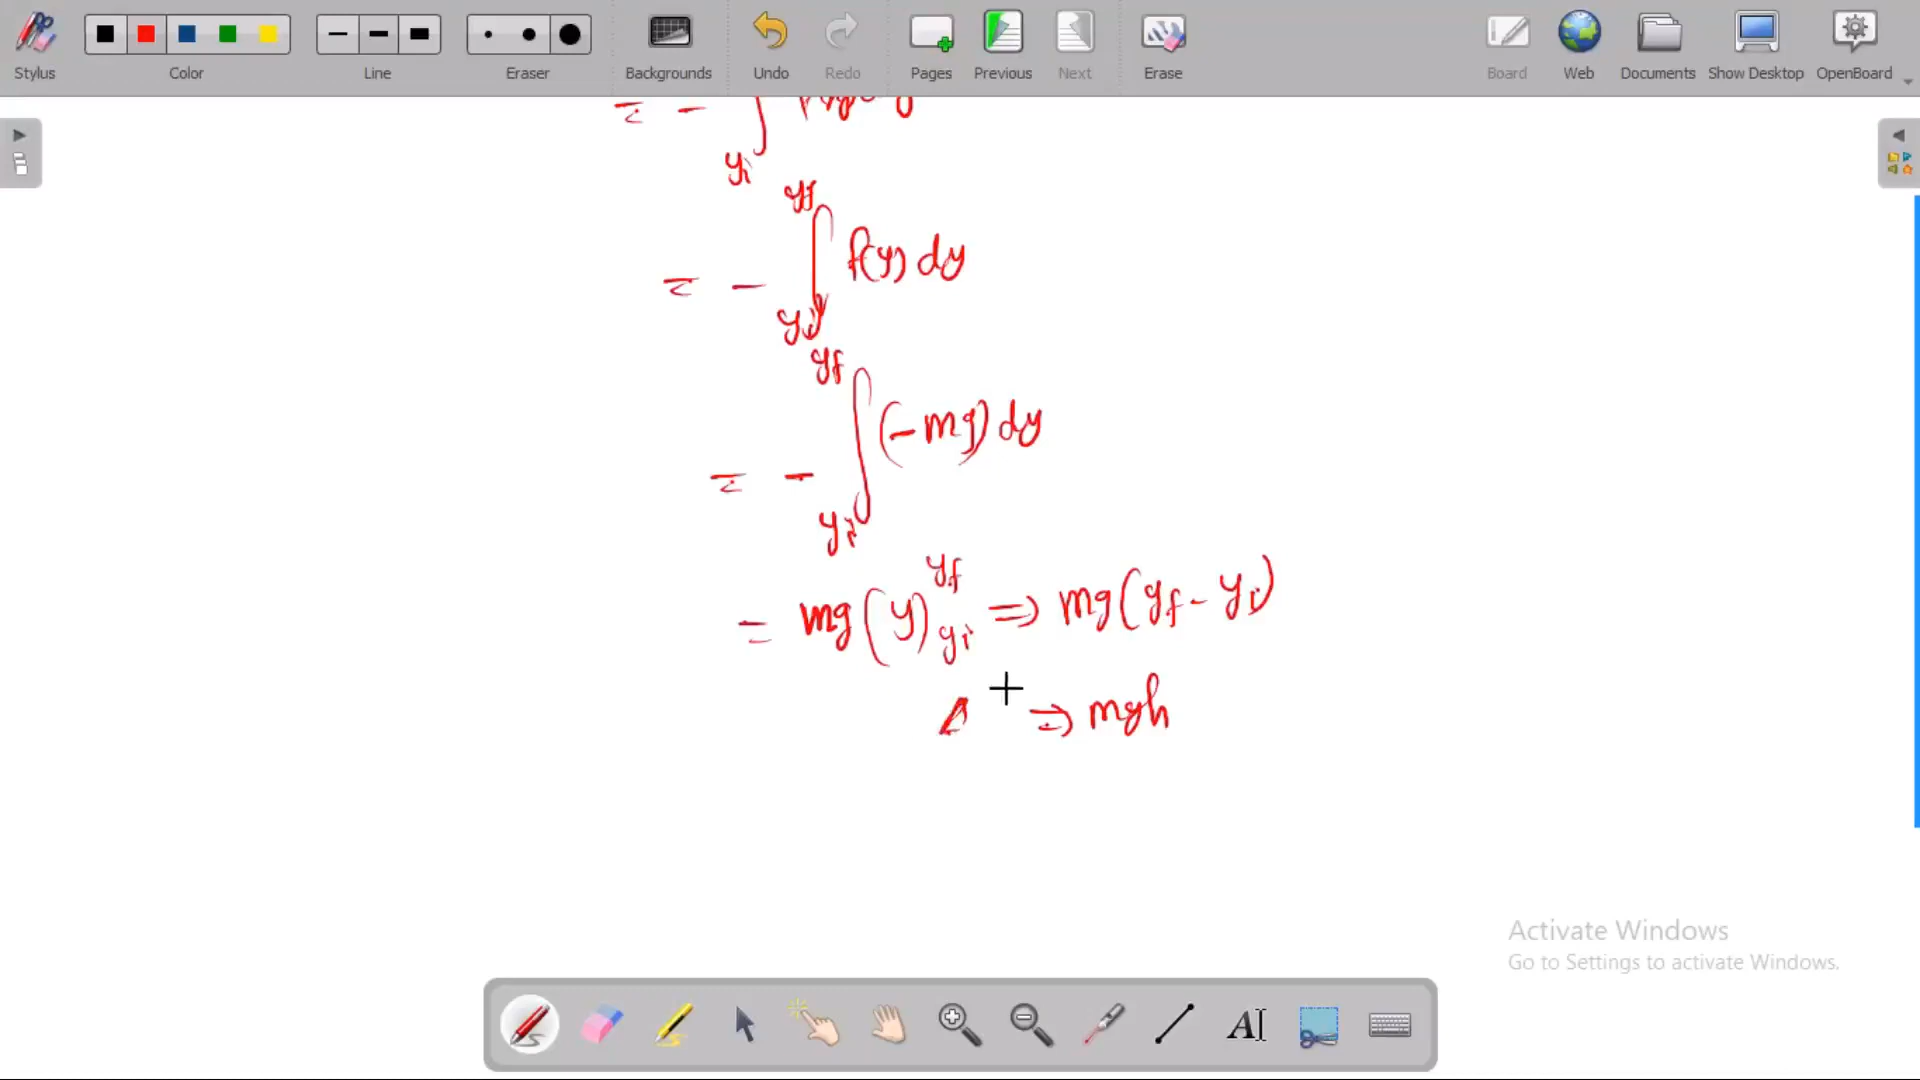 Stylus Color Line Eraser Backgrounds Undo Redo Pages Previous Next Erase Board Web Documents Show Desktop OpenBoard
= -
yi
yf
= - ∫ f(y) dy
yi
yf
= - ∫ (-mg) dy
yi
= mg (y) yf yi ⇒ mg (yf - yi)
⇒ mgh
Activate Windows
Go to Settings to activate Windows.